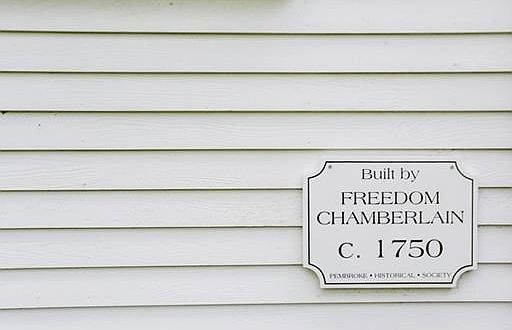 Built by
FREEDOM
CHAMBERLAIN
c. 1750
PEMBROKE • HISTORICAL • SOCIETY